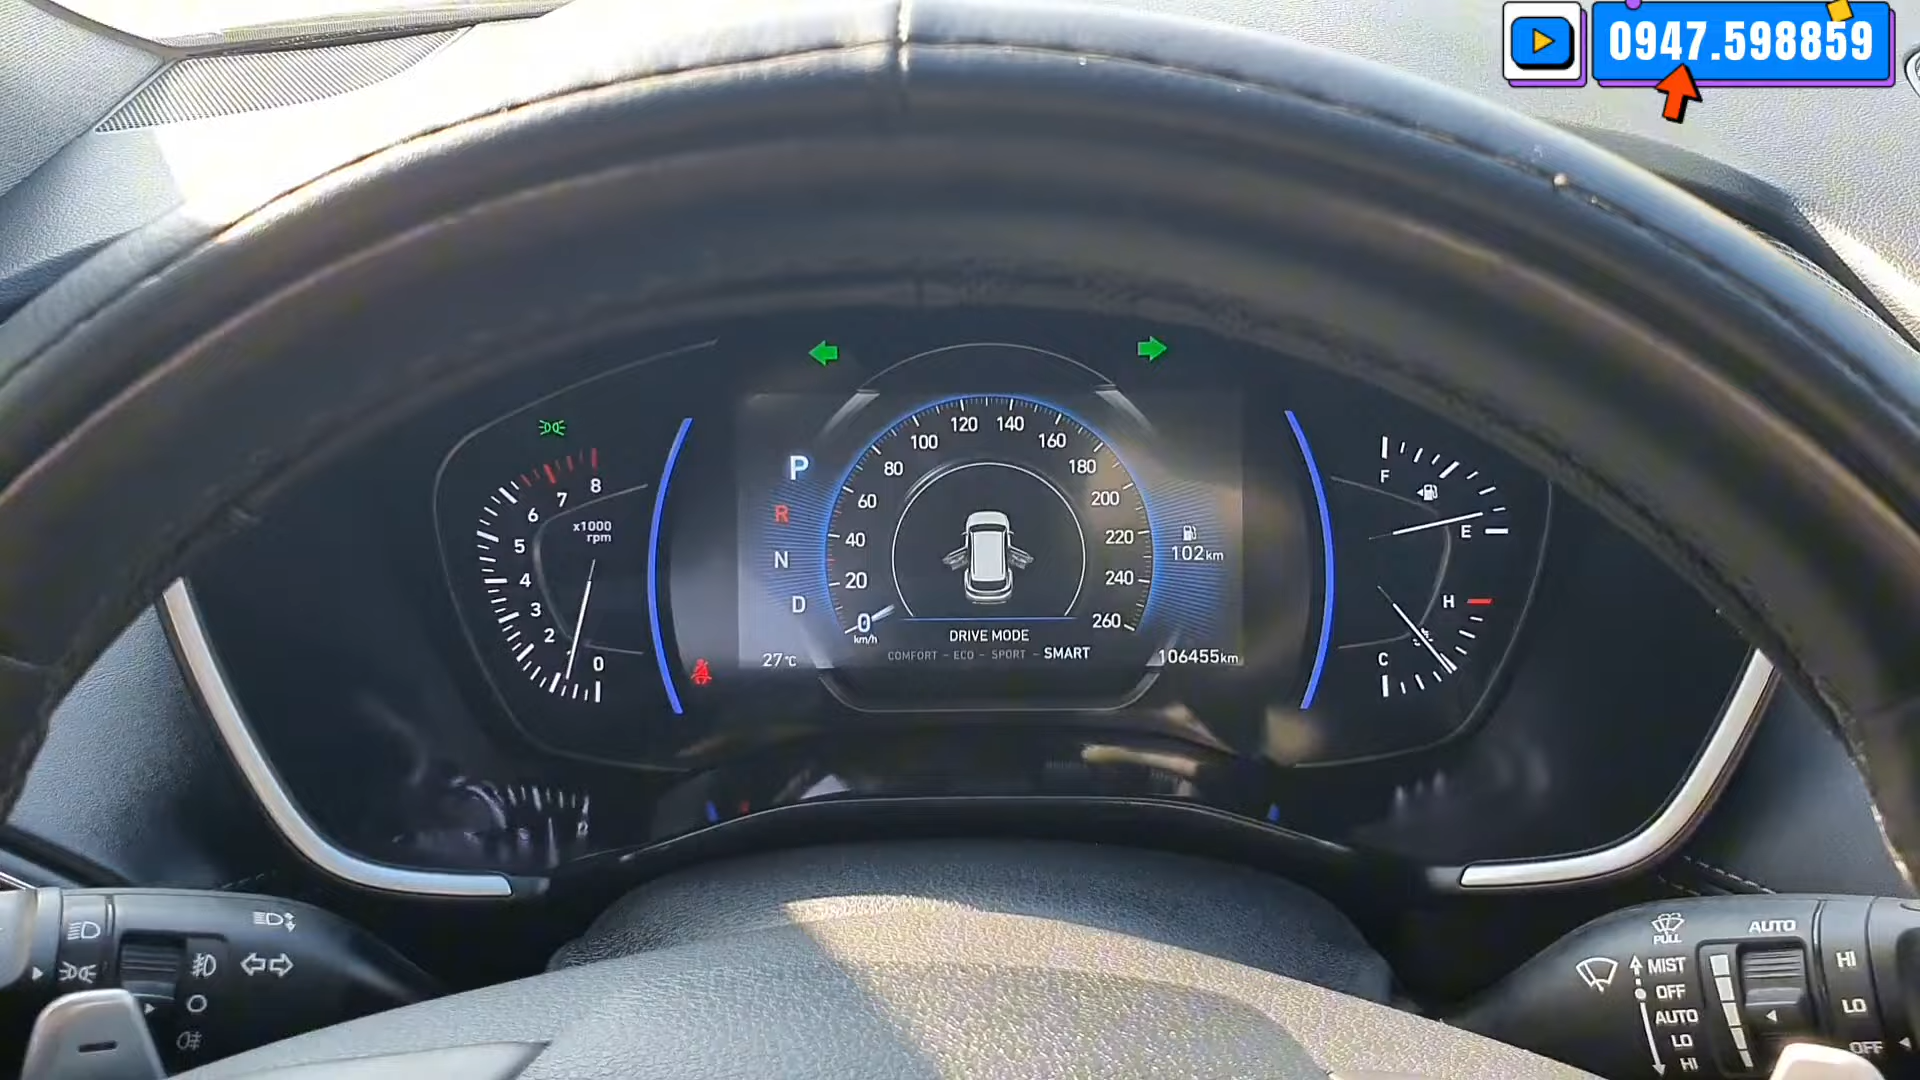 0947.598859
120 140
100 160
80 180
60 200
40 220
20 240
0 260
km/h
P
R
N
D
8
7
6
5
4
3
2
0
x1000
rpm
F
E
H
C
102km
DRIVE MODE
COMFORT - ECO - SPORT - SMART
27°C
106455km
PULL
AUTO
MIST
OFF
AUTO
LO
HI
HI
LO
OFF